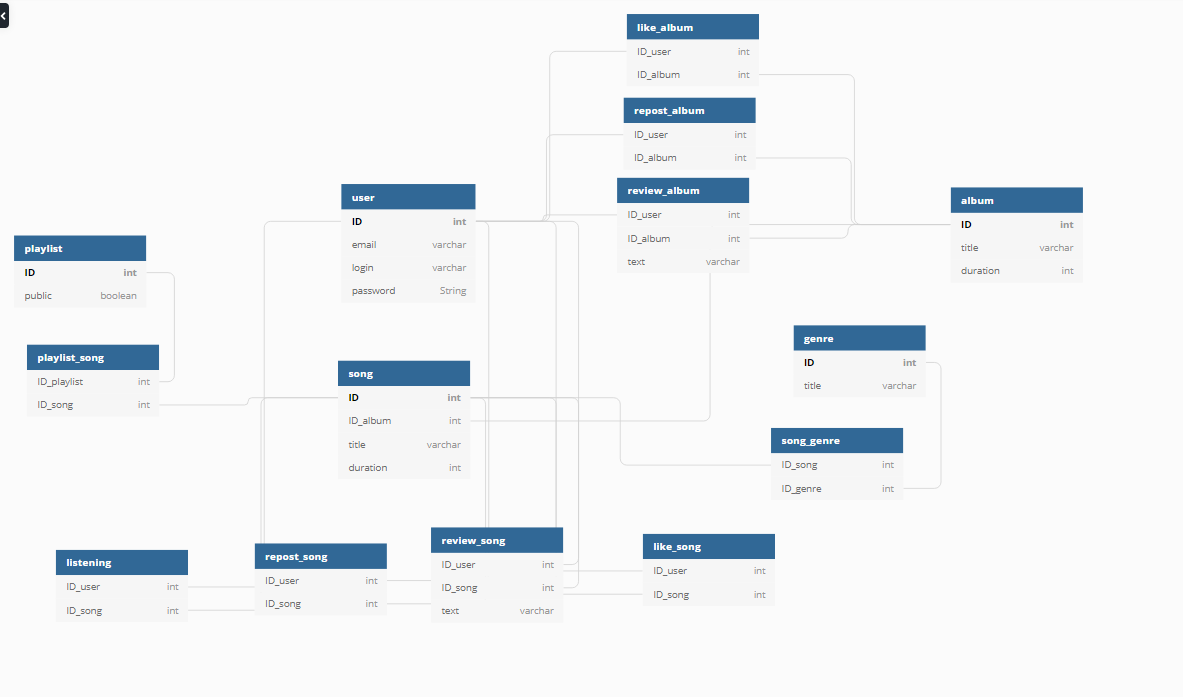 like_album
ID_user int
ID_album int
repost_album
ID_user int
ID_album int
review_album
ID_user int
ID_album int
text varchar
user
ID int
email varchar
login varchar
password String
album
ID int
title varchar
duration int
playlist
ID int
public boolean
playlist_song
ID_playlist int
ID_song int
song
ID int
ID_album int
title varchar
duration int
genre
ID int
title varchar
song_genre
ID_song int
ID_genre int
listening
ID_user int
ID_song int
repost_song
ID_user int
ID_song int
review_song
ID_user int
ID_song int
text varchar
like_song
ID_user int
ID_song int